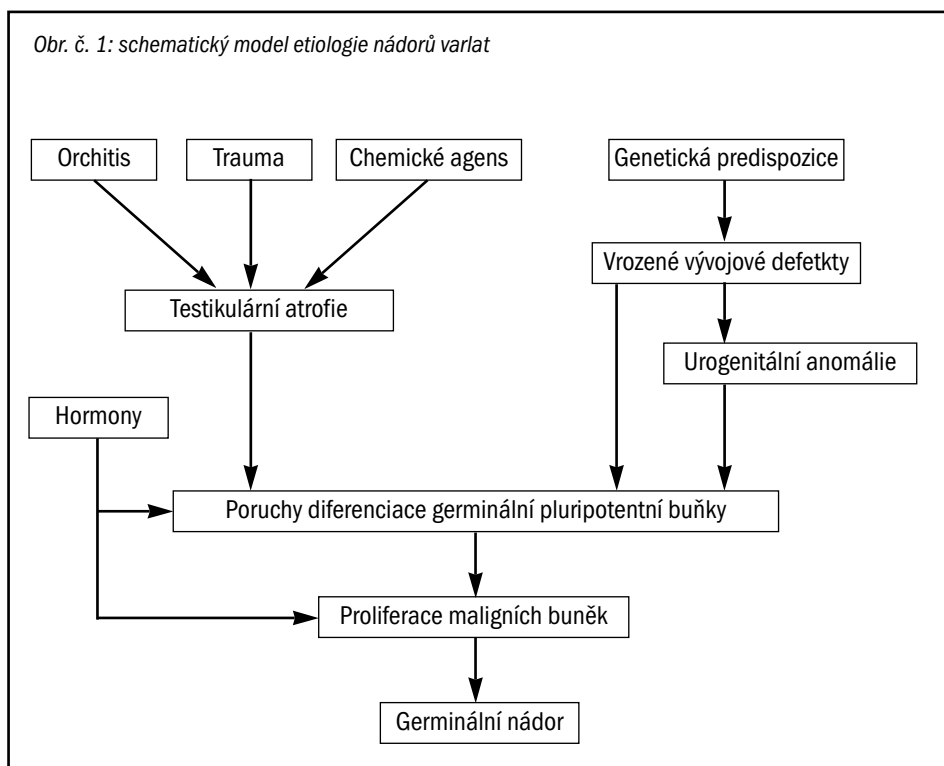 Obr. č. 1: schematický model etiologie nádorů varlat
Orchitis
Trauma
Chemické agens
Genetická predispozice
Vrozené vývojové defetkty
Testikulární atrofie
Urogenitální anomálie
Hormony
Poruchy diferenciace germinální pluripotentní buňky
Proliferace maligních buněk
Germinální nádor